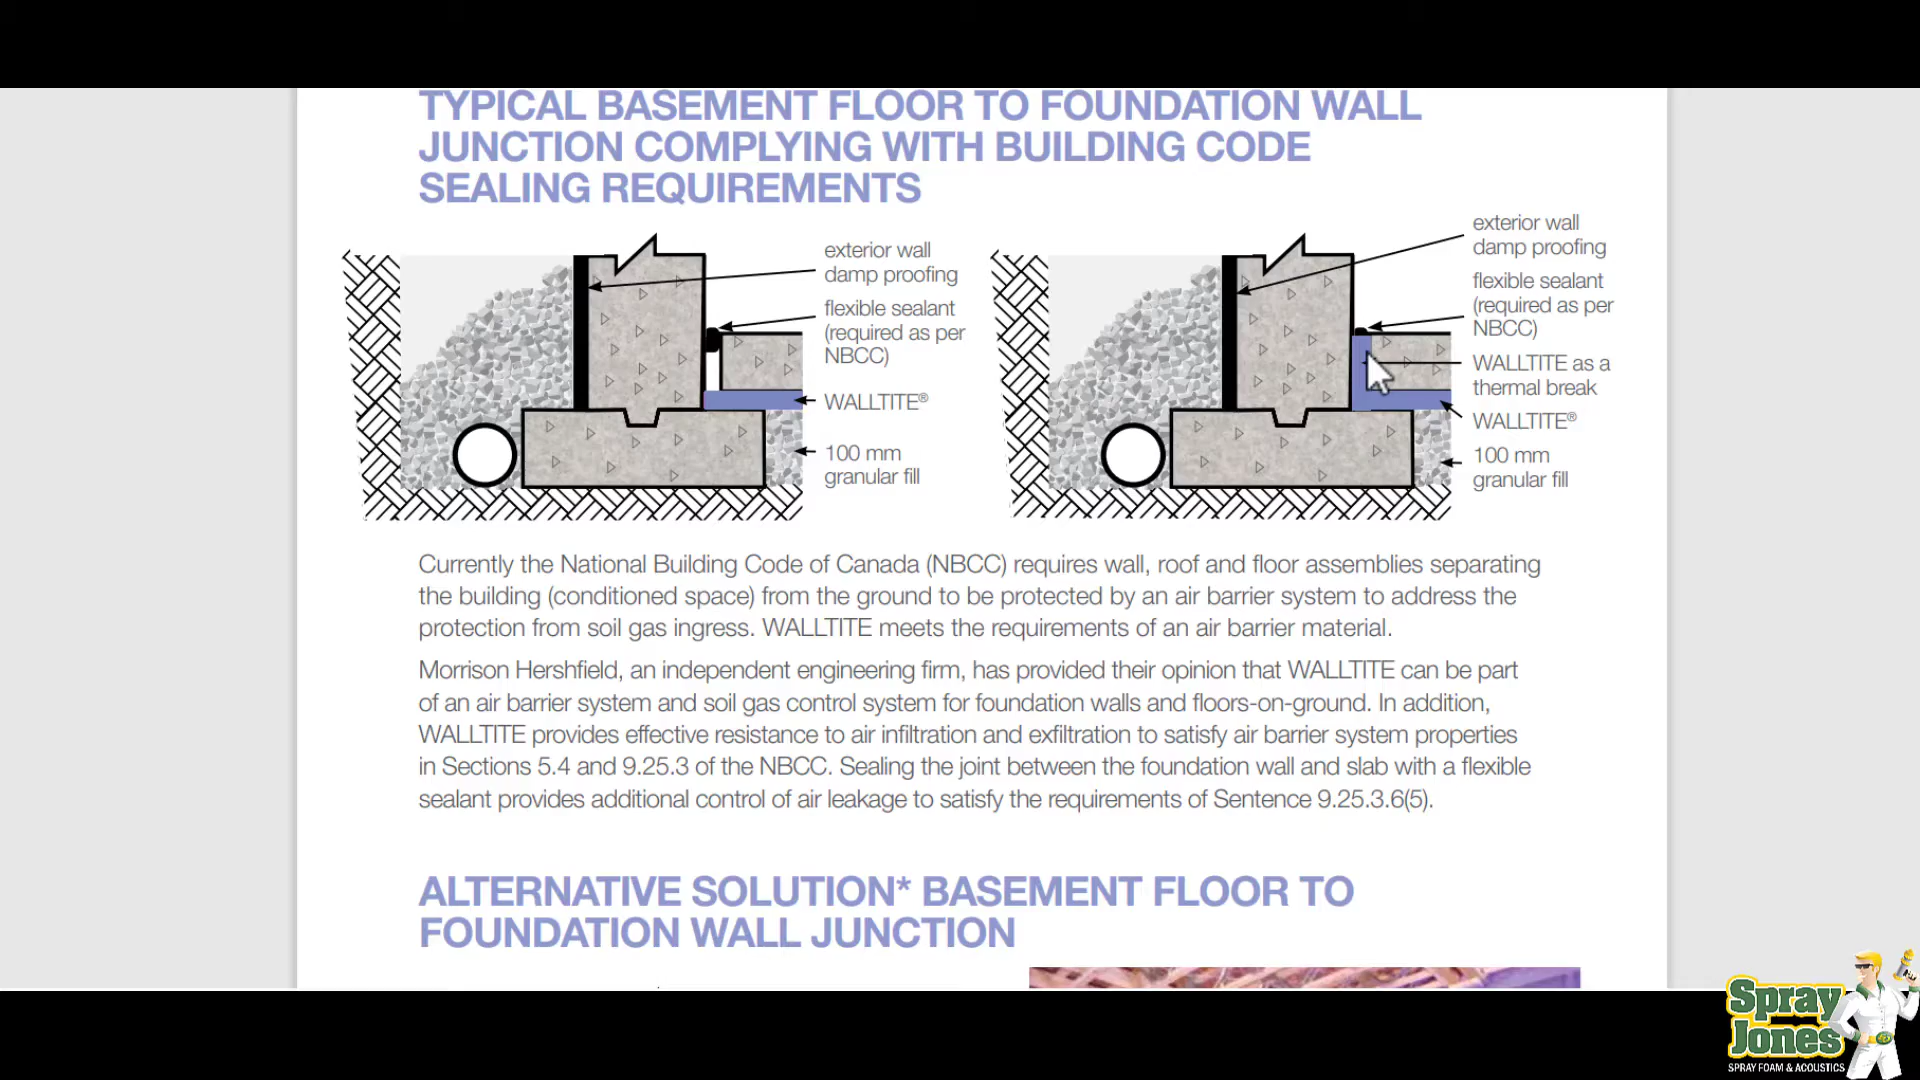 TYPICAL BASEMENT FLOOR TO FOUNDATION WALL
JUNCTION COMPLYING WITH BUILDING CODE
SEALING REQUIREMENTS
exterior wall
damp proofing
flexible sealant
(required as per
NBCC)
WALLTITE®
100 mm
granular fill
exterior wall
damp proofing
flexible sealant
(required as per
NBCC)
WALLTITE as a
thermal break
WALLTITE®
100 mm
granular fill
Currently the National Building Code of Canada (NBCC) requires wall, roof and floor assemblies separating
the building (conditioned space) from the ground to be protected by an air barrier system to address the
protection from soil gas ingress. WALLTITE meets the requirements of an air barrier material.
Morrison Hershfield, an independent engineering firm, has provided their opinion that WALLTITE can be part
of an air barrier system and soil gas control system for foundation walls and floors-on-ground. In addition,
WALLTITE provides effective resistance to air infiltration and exfiltration to satisfy air barrier system properties
in Sections 5.4 and 9.25.3 of the NBCC. Sealing the joint between the foundation wall and slab with a flexible
sealant provides additional control of air leakage to satisfy the requirements of Sentence 9.25.3.6(5).
ALTERNATIVE SOLUTION* BASEMENT FLOOR TO
FOUNDATION WALL JUNCTION
Spray
Jones
SPRAY FOAM & ACOUSTICS